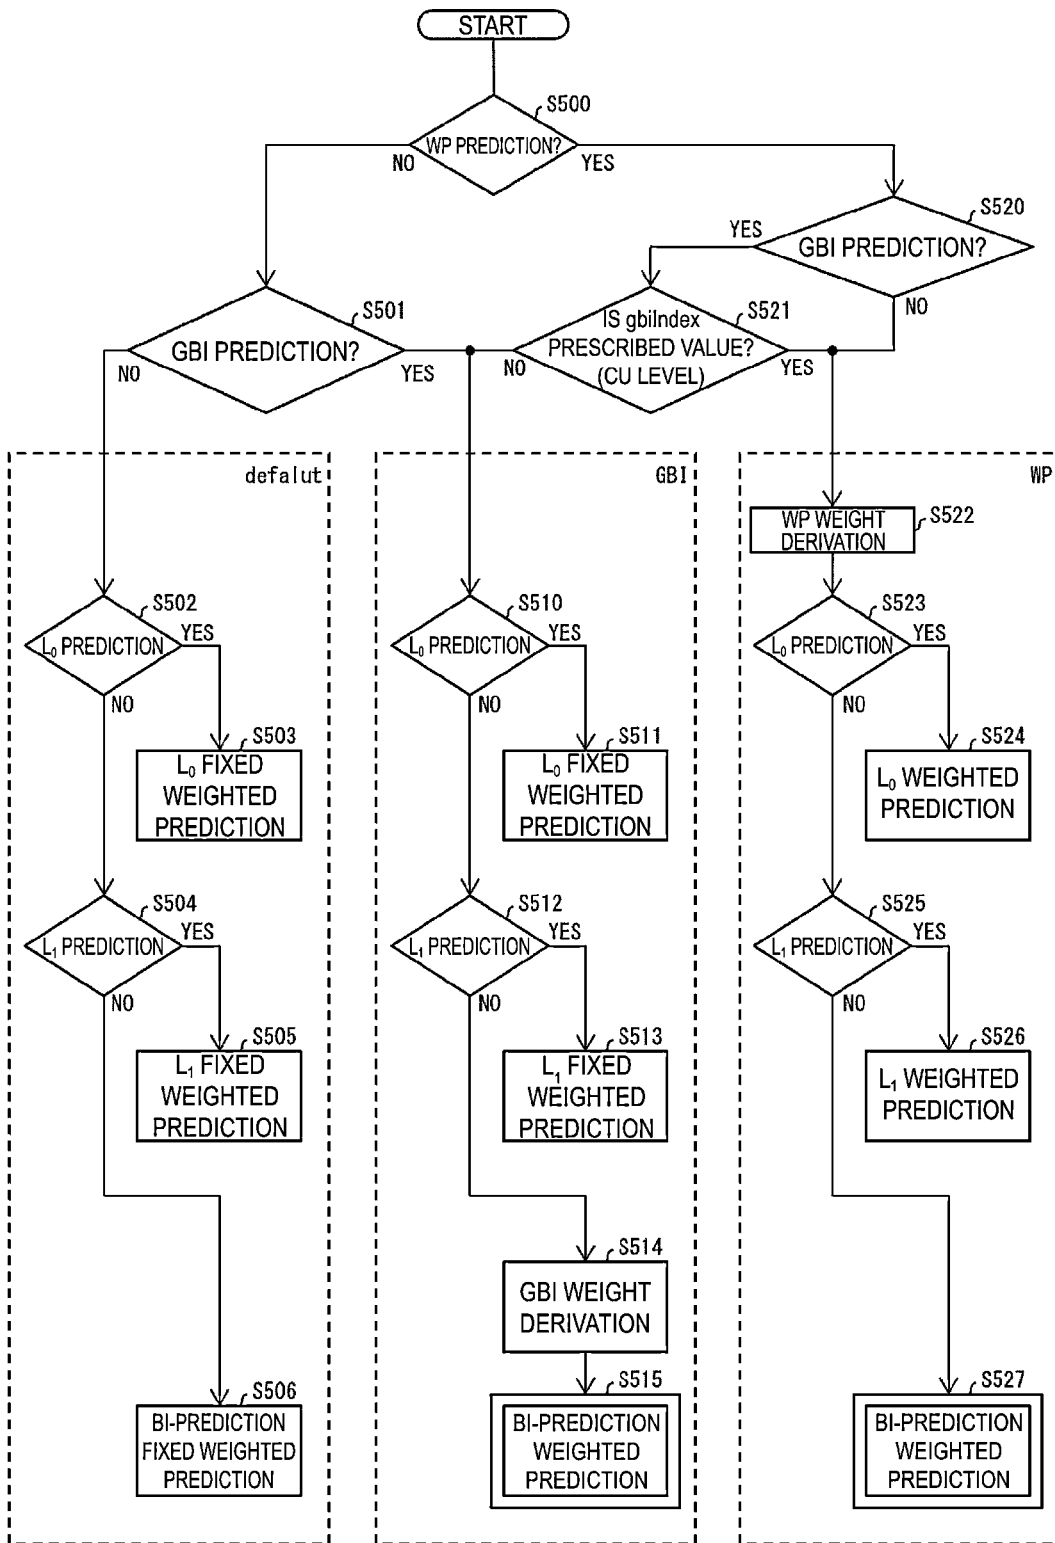 START
S500
WP PREDICTION?
NO
YES
S520
GBI PREDICTION?
YES
NO
S501
GBI PREDICTION?
NO
YES
S521
IS gbiIndex
PRESCRIBED VALUE?
(CU LEVEL)
NO
YES
defalut
GBI
WP
S522
WP WEIGHT
DERIVATION
S502
L0 PREDICTION
YES
NO
S510
L0 PREDICTION
YES
NO
S523
L0 PREDICTION
YES
NO
S503
L0 FIXED
WEIGHTED
PREDICTION
S511
L0 FIXED
WEIGHTED
PREDICTION
S524
L0 WEIGHTED
PREDICTION
S504
L1 PREDICTION
YES
NO
S512
L1 PREDICTION
YES
NO
S525
L1 PREDICTION
YES
NO
S505
L1 FIXED
WEIGHTED
PREDICTION
S513
L1 FIXED
WEIGHTED
PREDICTION
S526
L1 WEIGHTED
PREDICTION
S514
GBI WEIGHT
DERIVATION
S506
BI-PREDICTION
FIXED WEIGHTED
PREDICTION
S515
BI-PREDICTION
WEIGHTED
PREDICTION
S527
BI-PREDICTION
WEIGHTED
PREDICTION